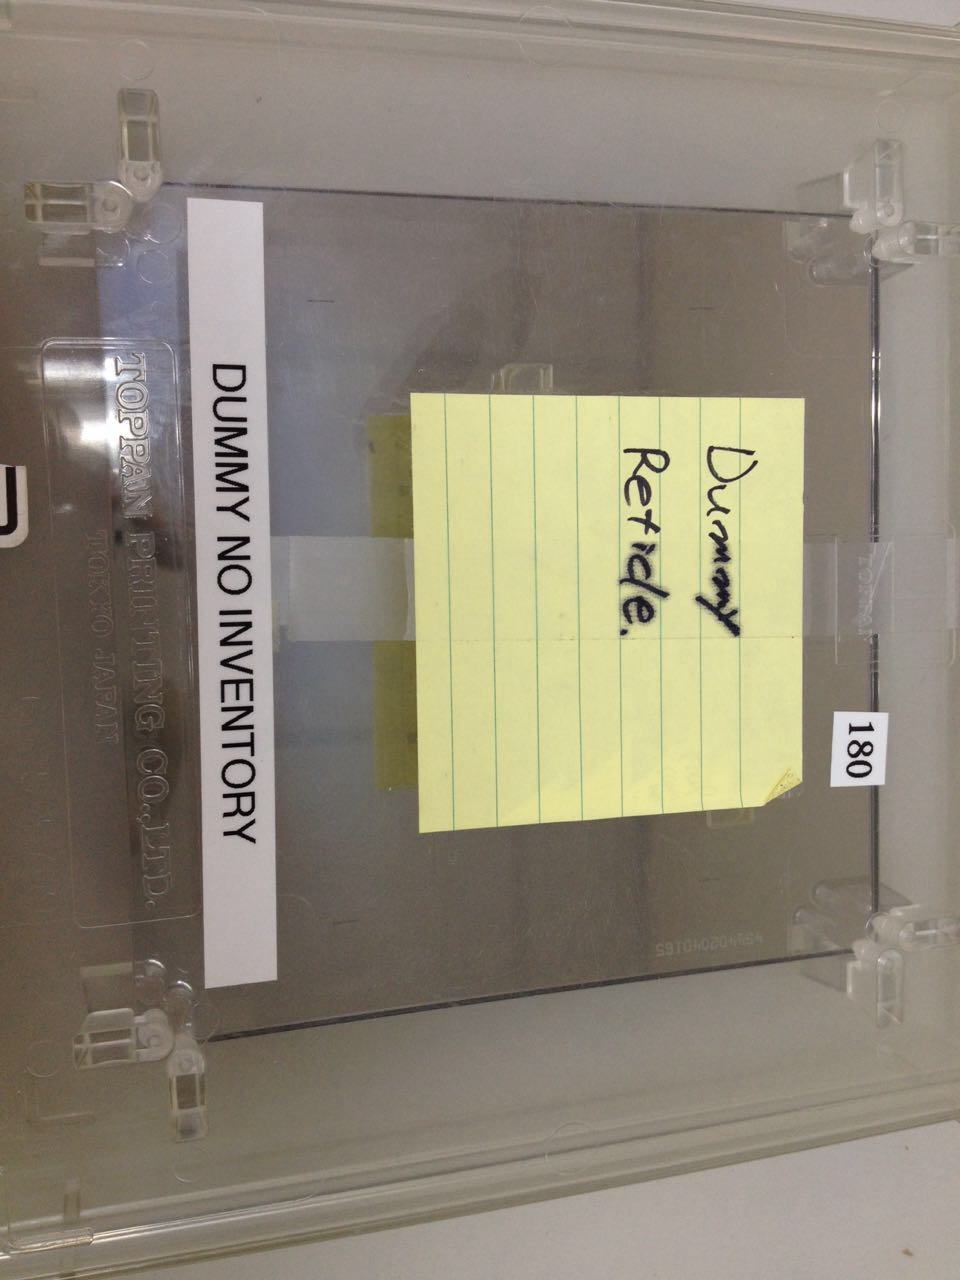 180
Dummy
Reticle.
DUMMY NO INVENTORY
TOPPAN PRINTING CO.,LTD.
TOKYO JAPAN